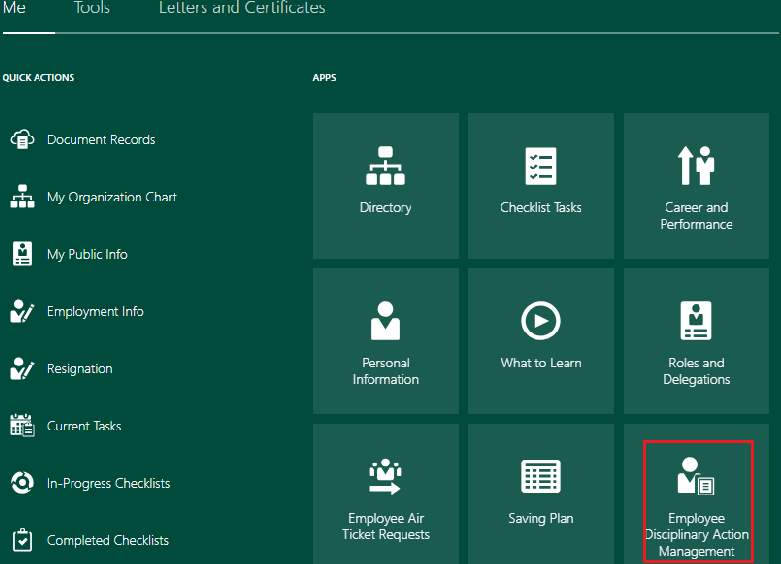 Me
Tools
Letters and Certificates
QUICK ACTIONS
Document Records
My Organization Chart
My Public Info
Employment Info
Resignation
Current Tasks
In-Progress Checklists
Completed Checklists
APPS
Directory
Checklist Tasks
Career and
Performance
Personal
Information
What to Learn
Roles and
Delegations
Employee Air
Ticket Requests
Saving Plan
Employee
Disciplinary Action
Management